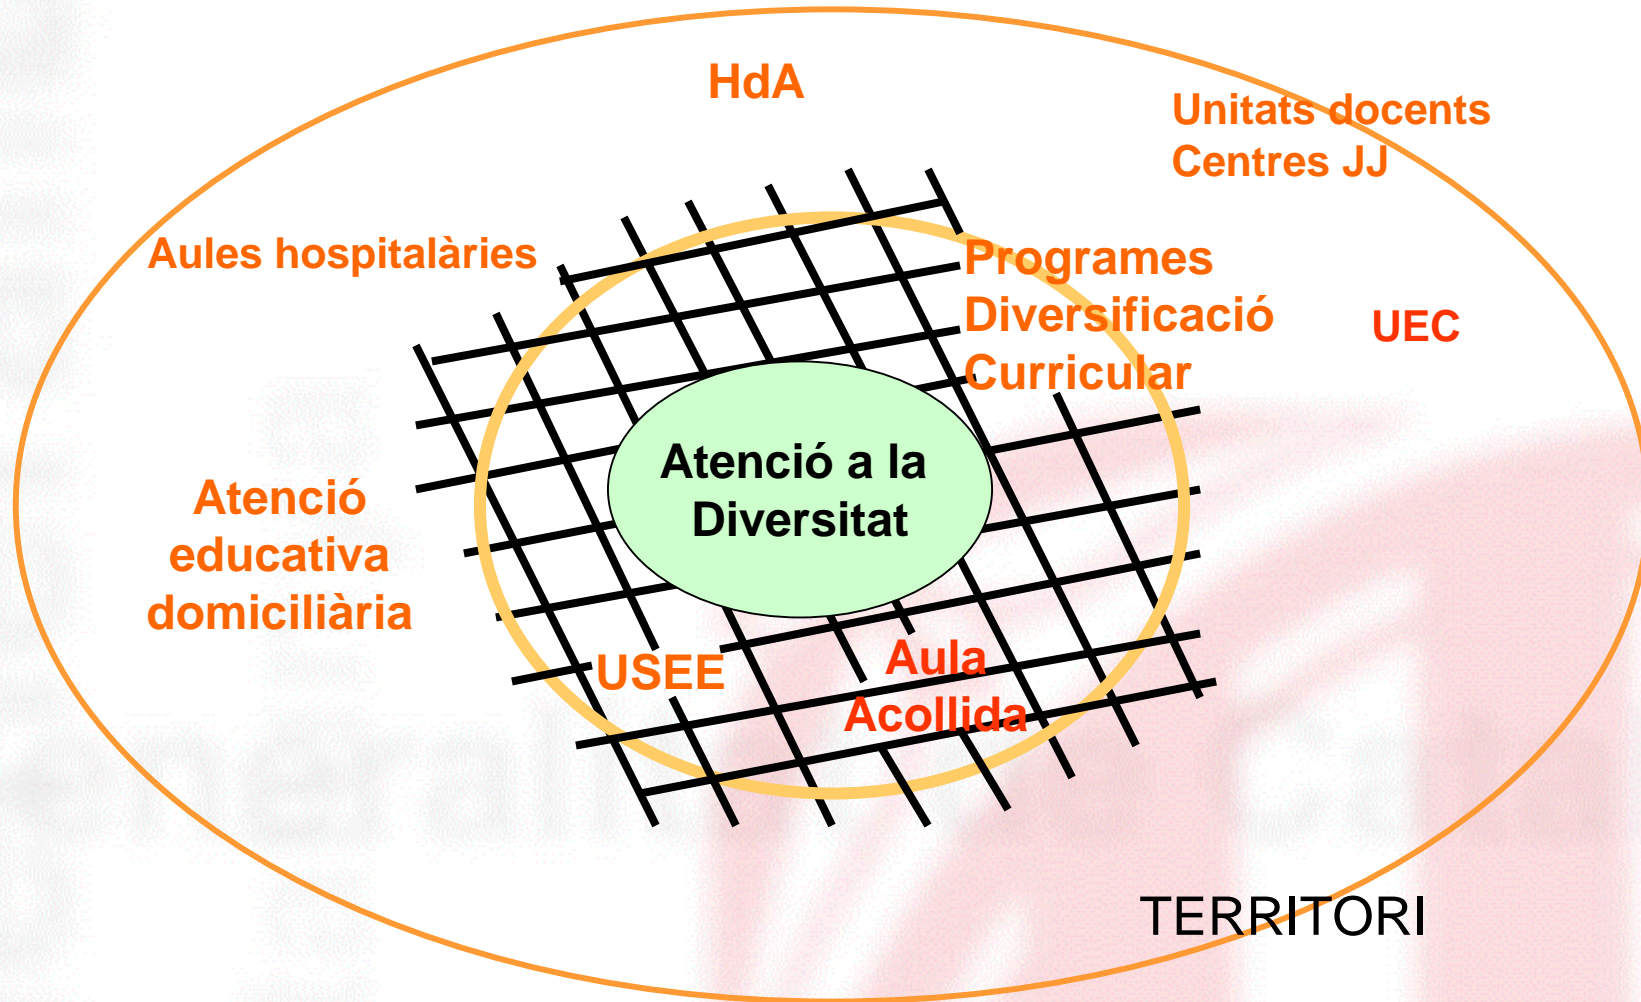 HdA
Unitats docents
Centres JJ
Aules hospitalàries
Programes
Diversificació
Curricular
UEC
Atenció a la
Diversitat
Atenció
educativa
domiciliària
USEE
Aula
Acollida
TERRITORI